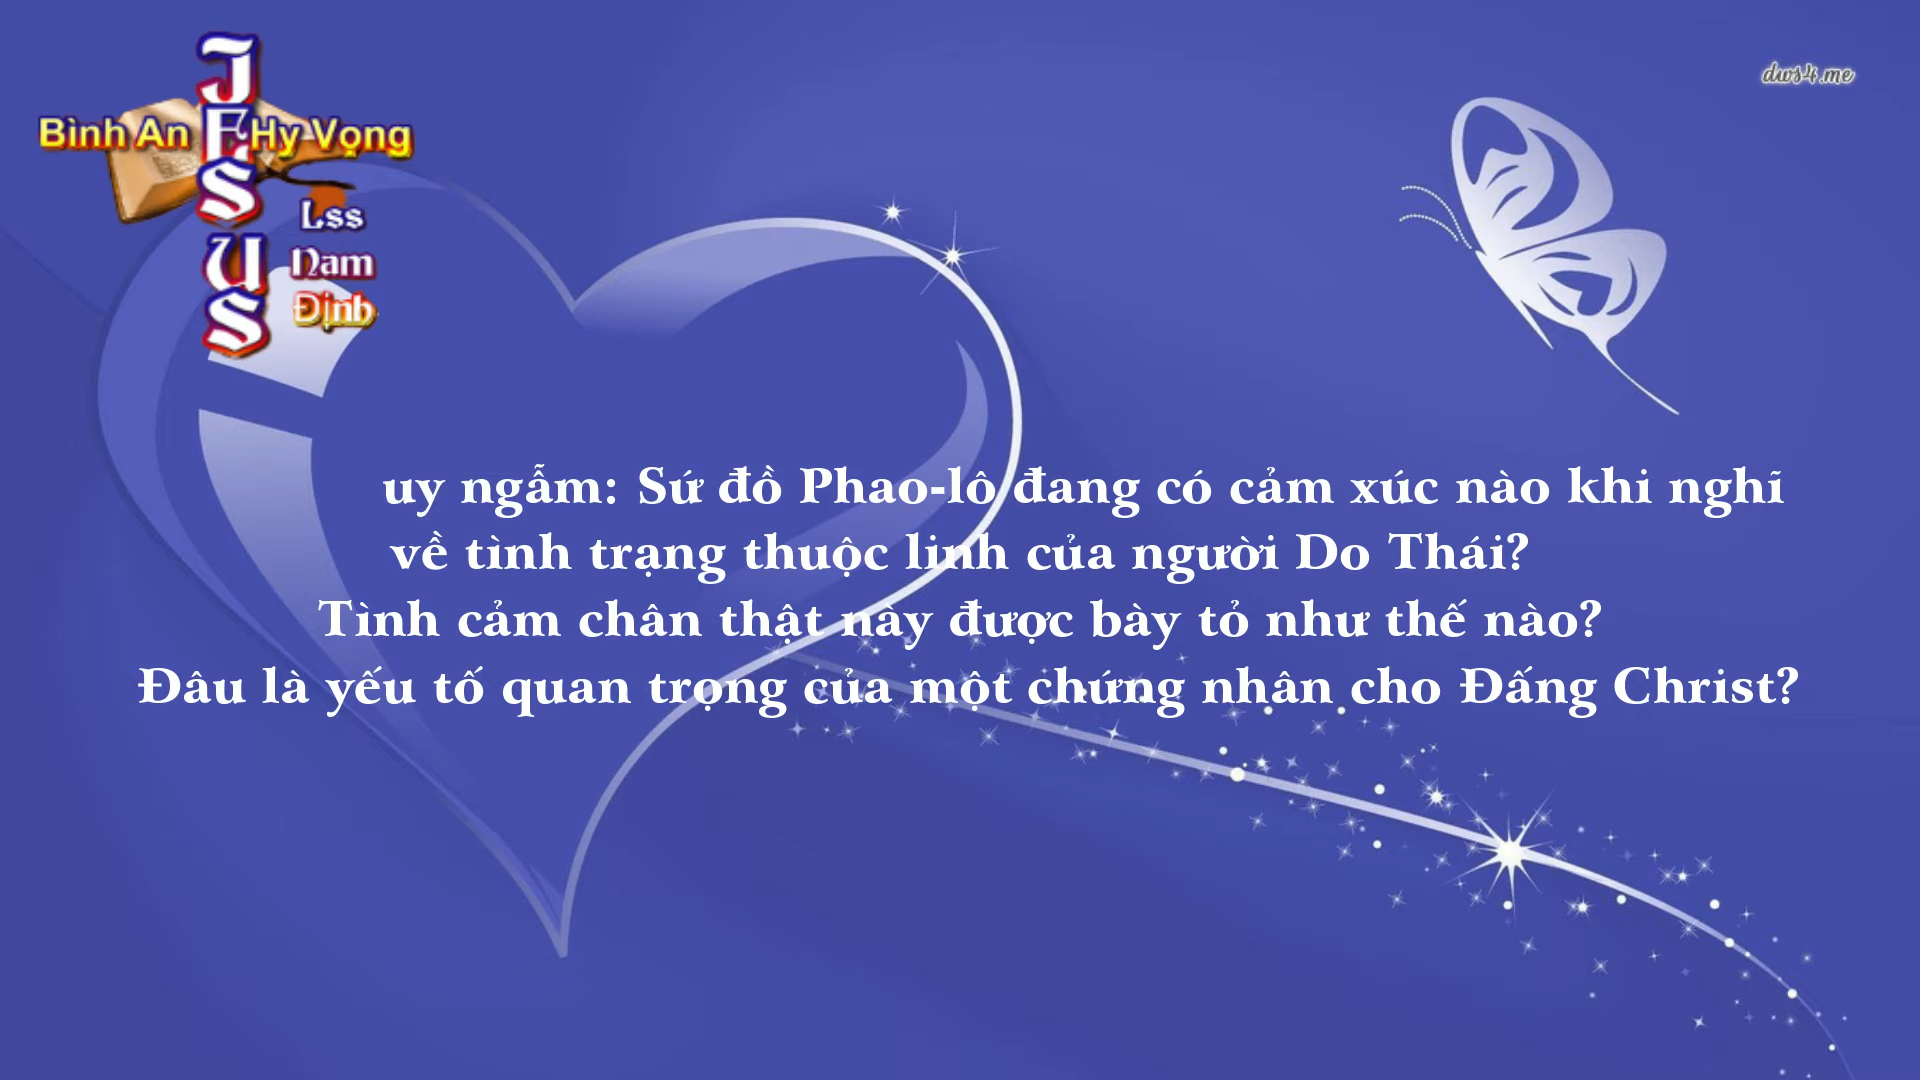 JESUS
Bình An Hy Vọng
Lss
Nam
Định
dws4.me
uy ngẫm: Sứ đồ Phao-lô đang có cảm xúc nào khi nghĩ
về tình trạng thuộc linh của người Do Thái?
Tình cảm chân thật này được bày tỏ như thế nào?
Đâu là yếu tố quan trọng của một chứng nhân cho Đấng Christ?